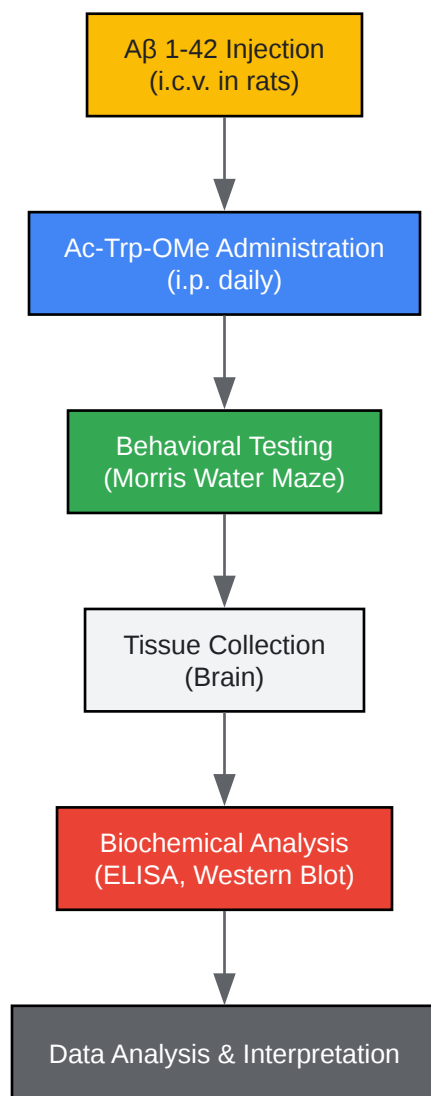 Aβ 1-42 Injection
(i.c.v. in rats)
Ac-Trp-OMe Administration
(i.p. daily)
Behavioral Testing
(Morris Water Maze)
Tissue Collection
(Brain)
Biochemical Analysis
(ELISA, Western Blot)
Data Analysis & Interpretation